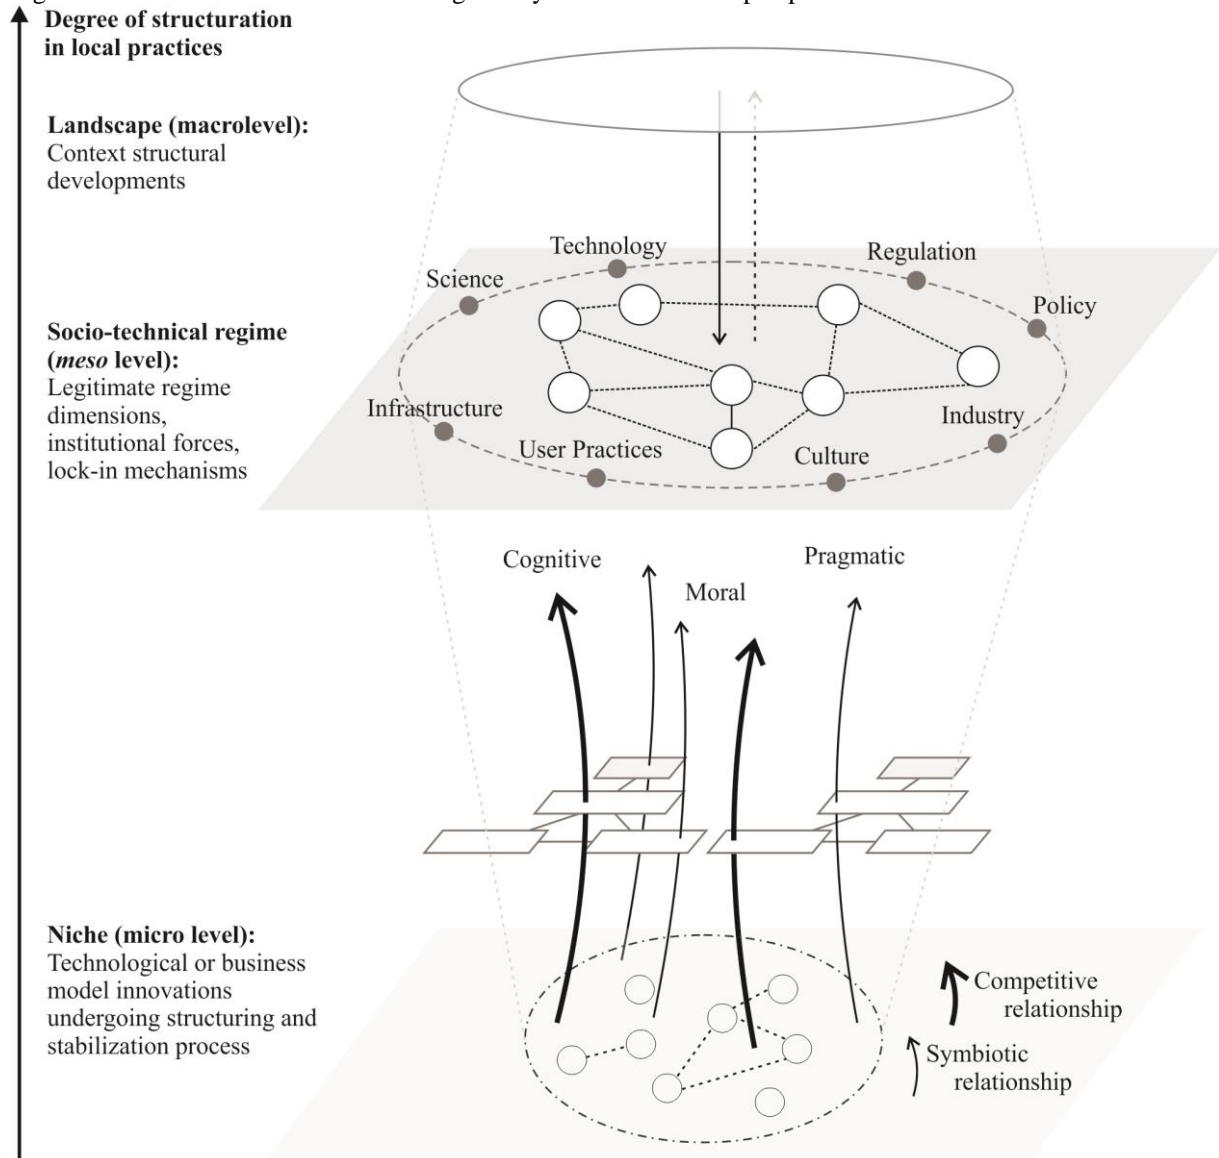 Degree of structuration
in local practices
Landscape (macrolevel):
Context structural
developments
Technology
Regulation
Science
Policy
Socio-technical regime
(meso level):
Legitimate regime
dimensions,
institutional forces,
lock-in mechanisms
Infrastructure
Industry
User Practices
Culture
Cognitive
Pragmatic
Moral
Niche (micro level):
Technological or business
model innovations
undergoing structuring and
stabilization process
Competitive
relationship
Symbiotic
relationship